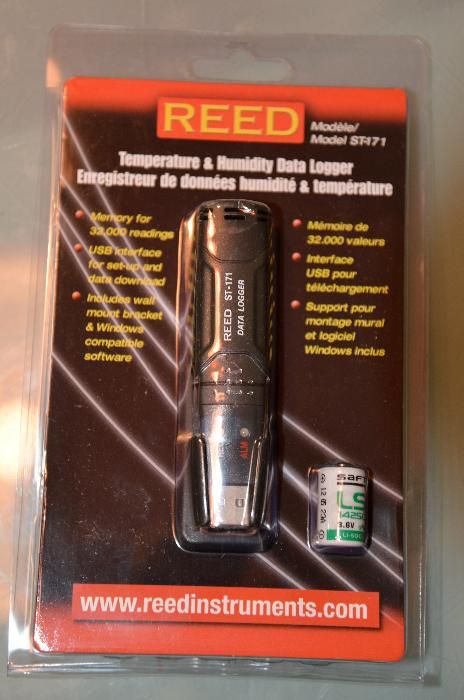 REED
Modèle/
Model ST-171
Temperature & Humidity Data Logger
Enregistreur de données humidité & température
Memory for
32,000 readings
USB interface
for set-up and
data download
Includes wall
mount bracket
& Windows
compatible
software
Mémoire de
32.000 valeurs
Interface
USB pour
téléchargement
Support pour
montage mural
et logiciel
Windows inclus
REED ST-171
DATA LOGGER
ALM
saft
LS
14250
3.6V
www.reedinstruments.com